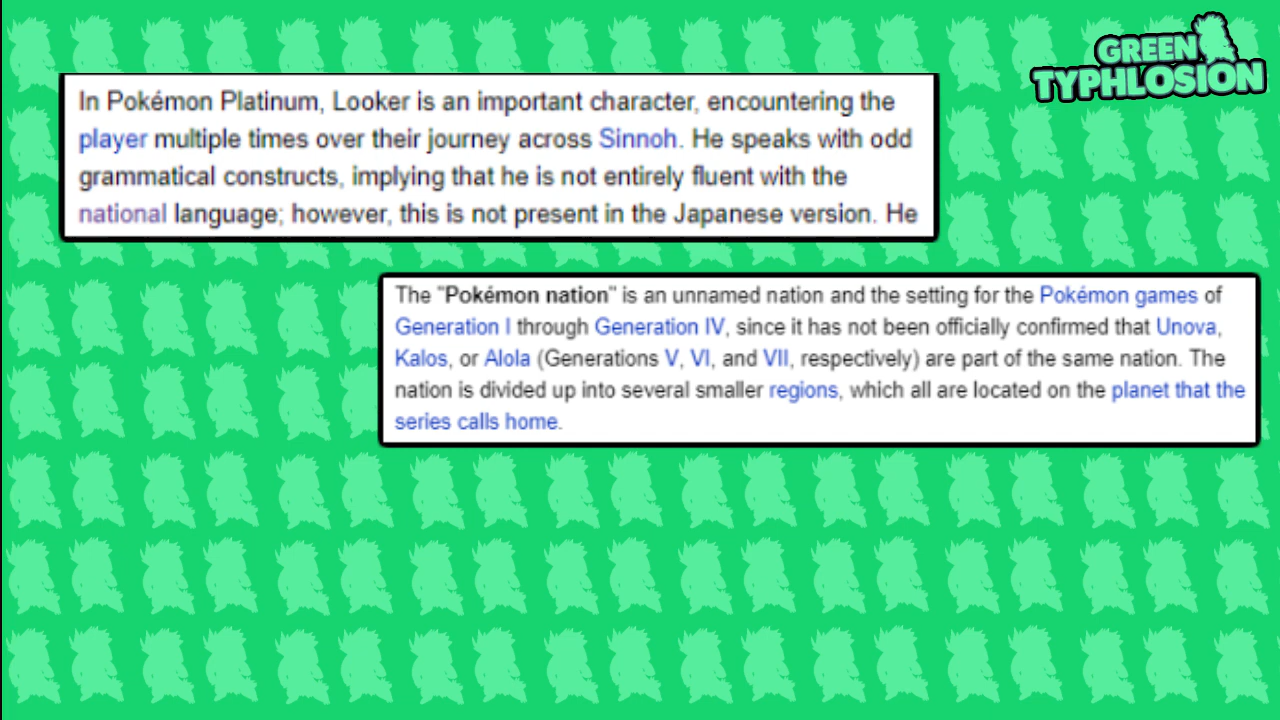 GREEN
TYPHLOSION
In Pokémon Platinum, Looker is an important character, encountering the
player multiple times over their journey across Sinnoh. He speaks with odd
grammatical constructs, implying that he is not entirely fluent with the
national language; however, this is not present in the Japanese version. He
The "Pokémon nation" is an unnamed nation and the setting for the Pokémon games of
Generation I through Generation IV, since it has not been officially confirmed that Unova,
Kalos, or Alola (Generations V, VI, and VII, respectively) are part of the same nation. The
nation is divided up into several smaller regions, which all are located on the planet that the
series calls home.